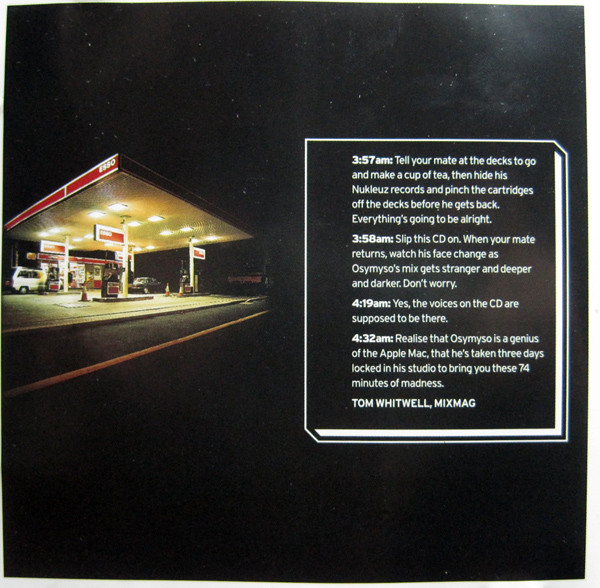 ESSO
3:57am: Tell your mate at the decks to go
and make a cup of tea, then hide his
Nukleuz records and pinch the cartridges
off the decks before he gets back.
Everything's going to be alright.
3:58am: Slip this CD on. When your mate
returns, watch his face change as
Osymyso's mix gets stranger and deeper
and darker. Don't worry.
4:19am: Yes, the voices on the CD are
supposed to be there.
4:32am: Realise that Osymyso is a genius
of the Apple Mac, that he's taken three days
locked in his studio to bring you these 74
minutes of madness.
TOM WHITWELL, MIXMAG